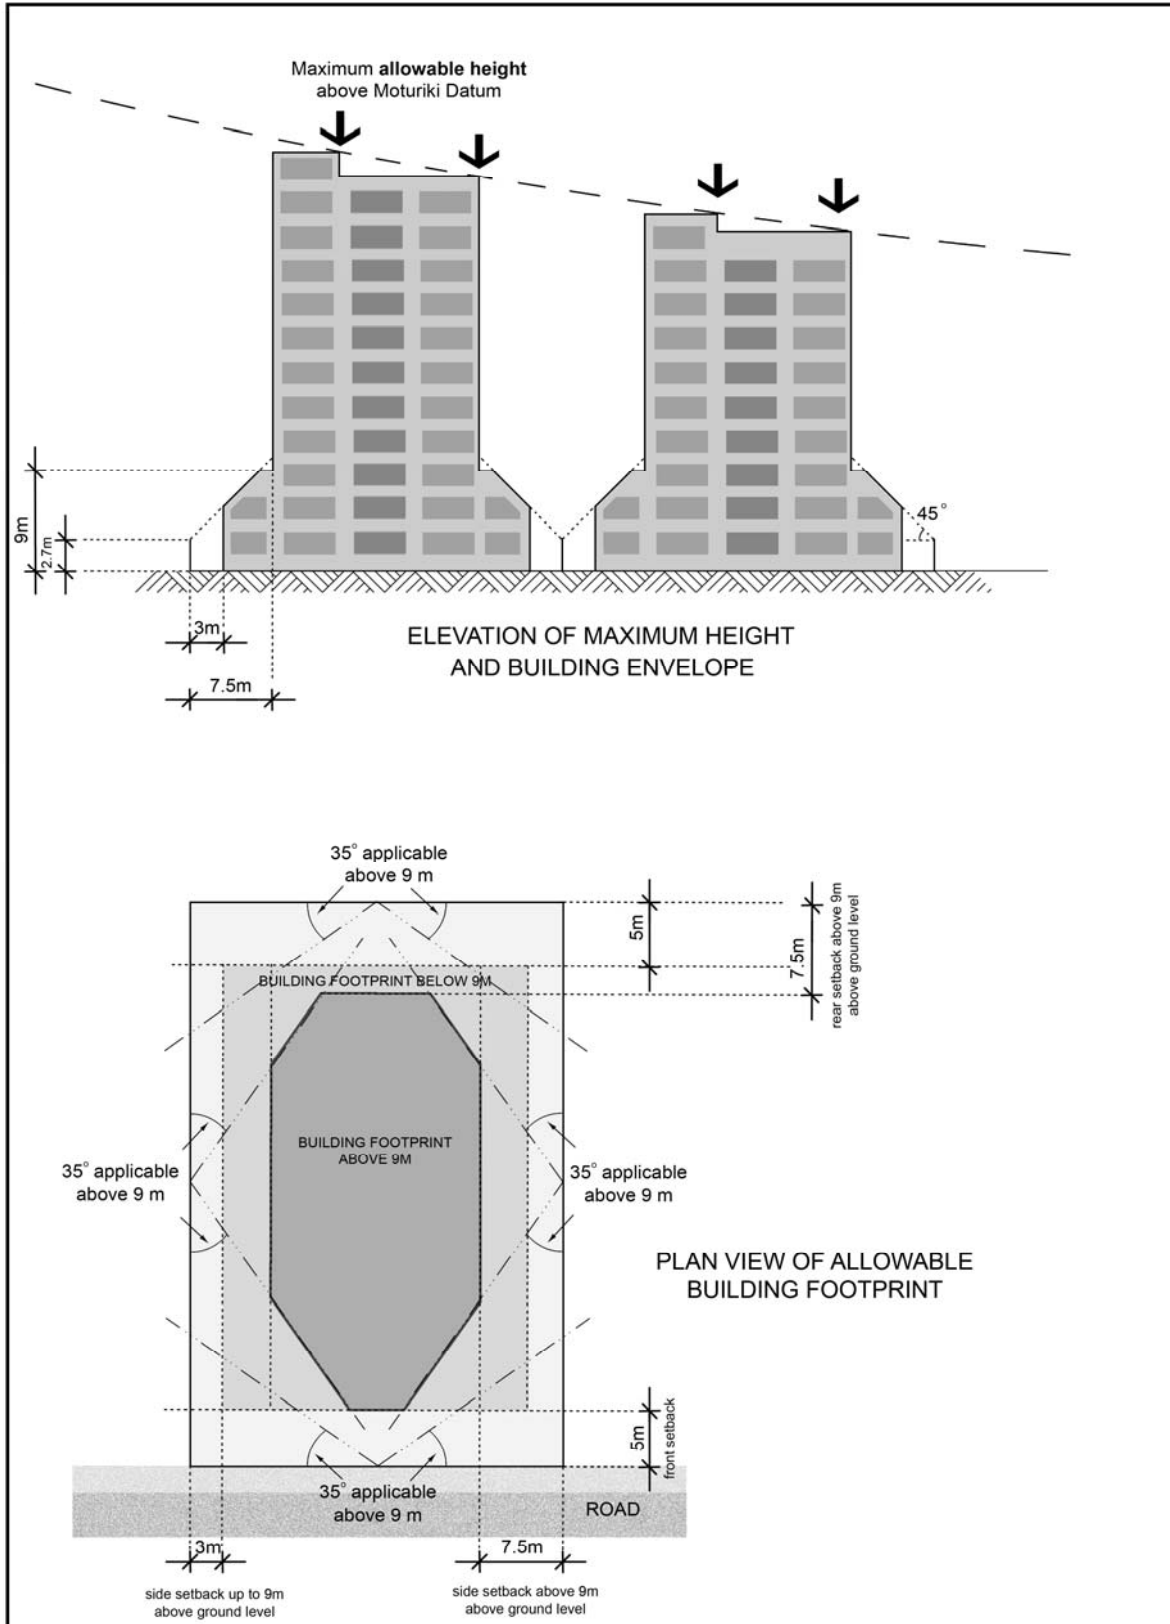 Maximum allowable height
above Moturiki Datum
9m
2.7m
45°
3m
7.5m
ELEVATION OF MAXIMUM HEIGHT
AND BUILDING ENVELOPE
35° applicable
above 9 m
5m
7.5m
rear setback above 9m
above ground level
BUILDING FOOTPRINT BELOW 9M
BUILDING FOOTPRINT
ABOVE 9M
35° applicable
above 9 m
35° applicable
above 9 m
PLAN VIEW OF ALLOWABLE
BUILDING FOOTPRINT
5m
front setback
35° applicable
above 9 m
ROAD
3m
7.5m
side setback up to 9m
above ground level
side setback above 9m
above ground level